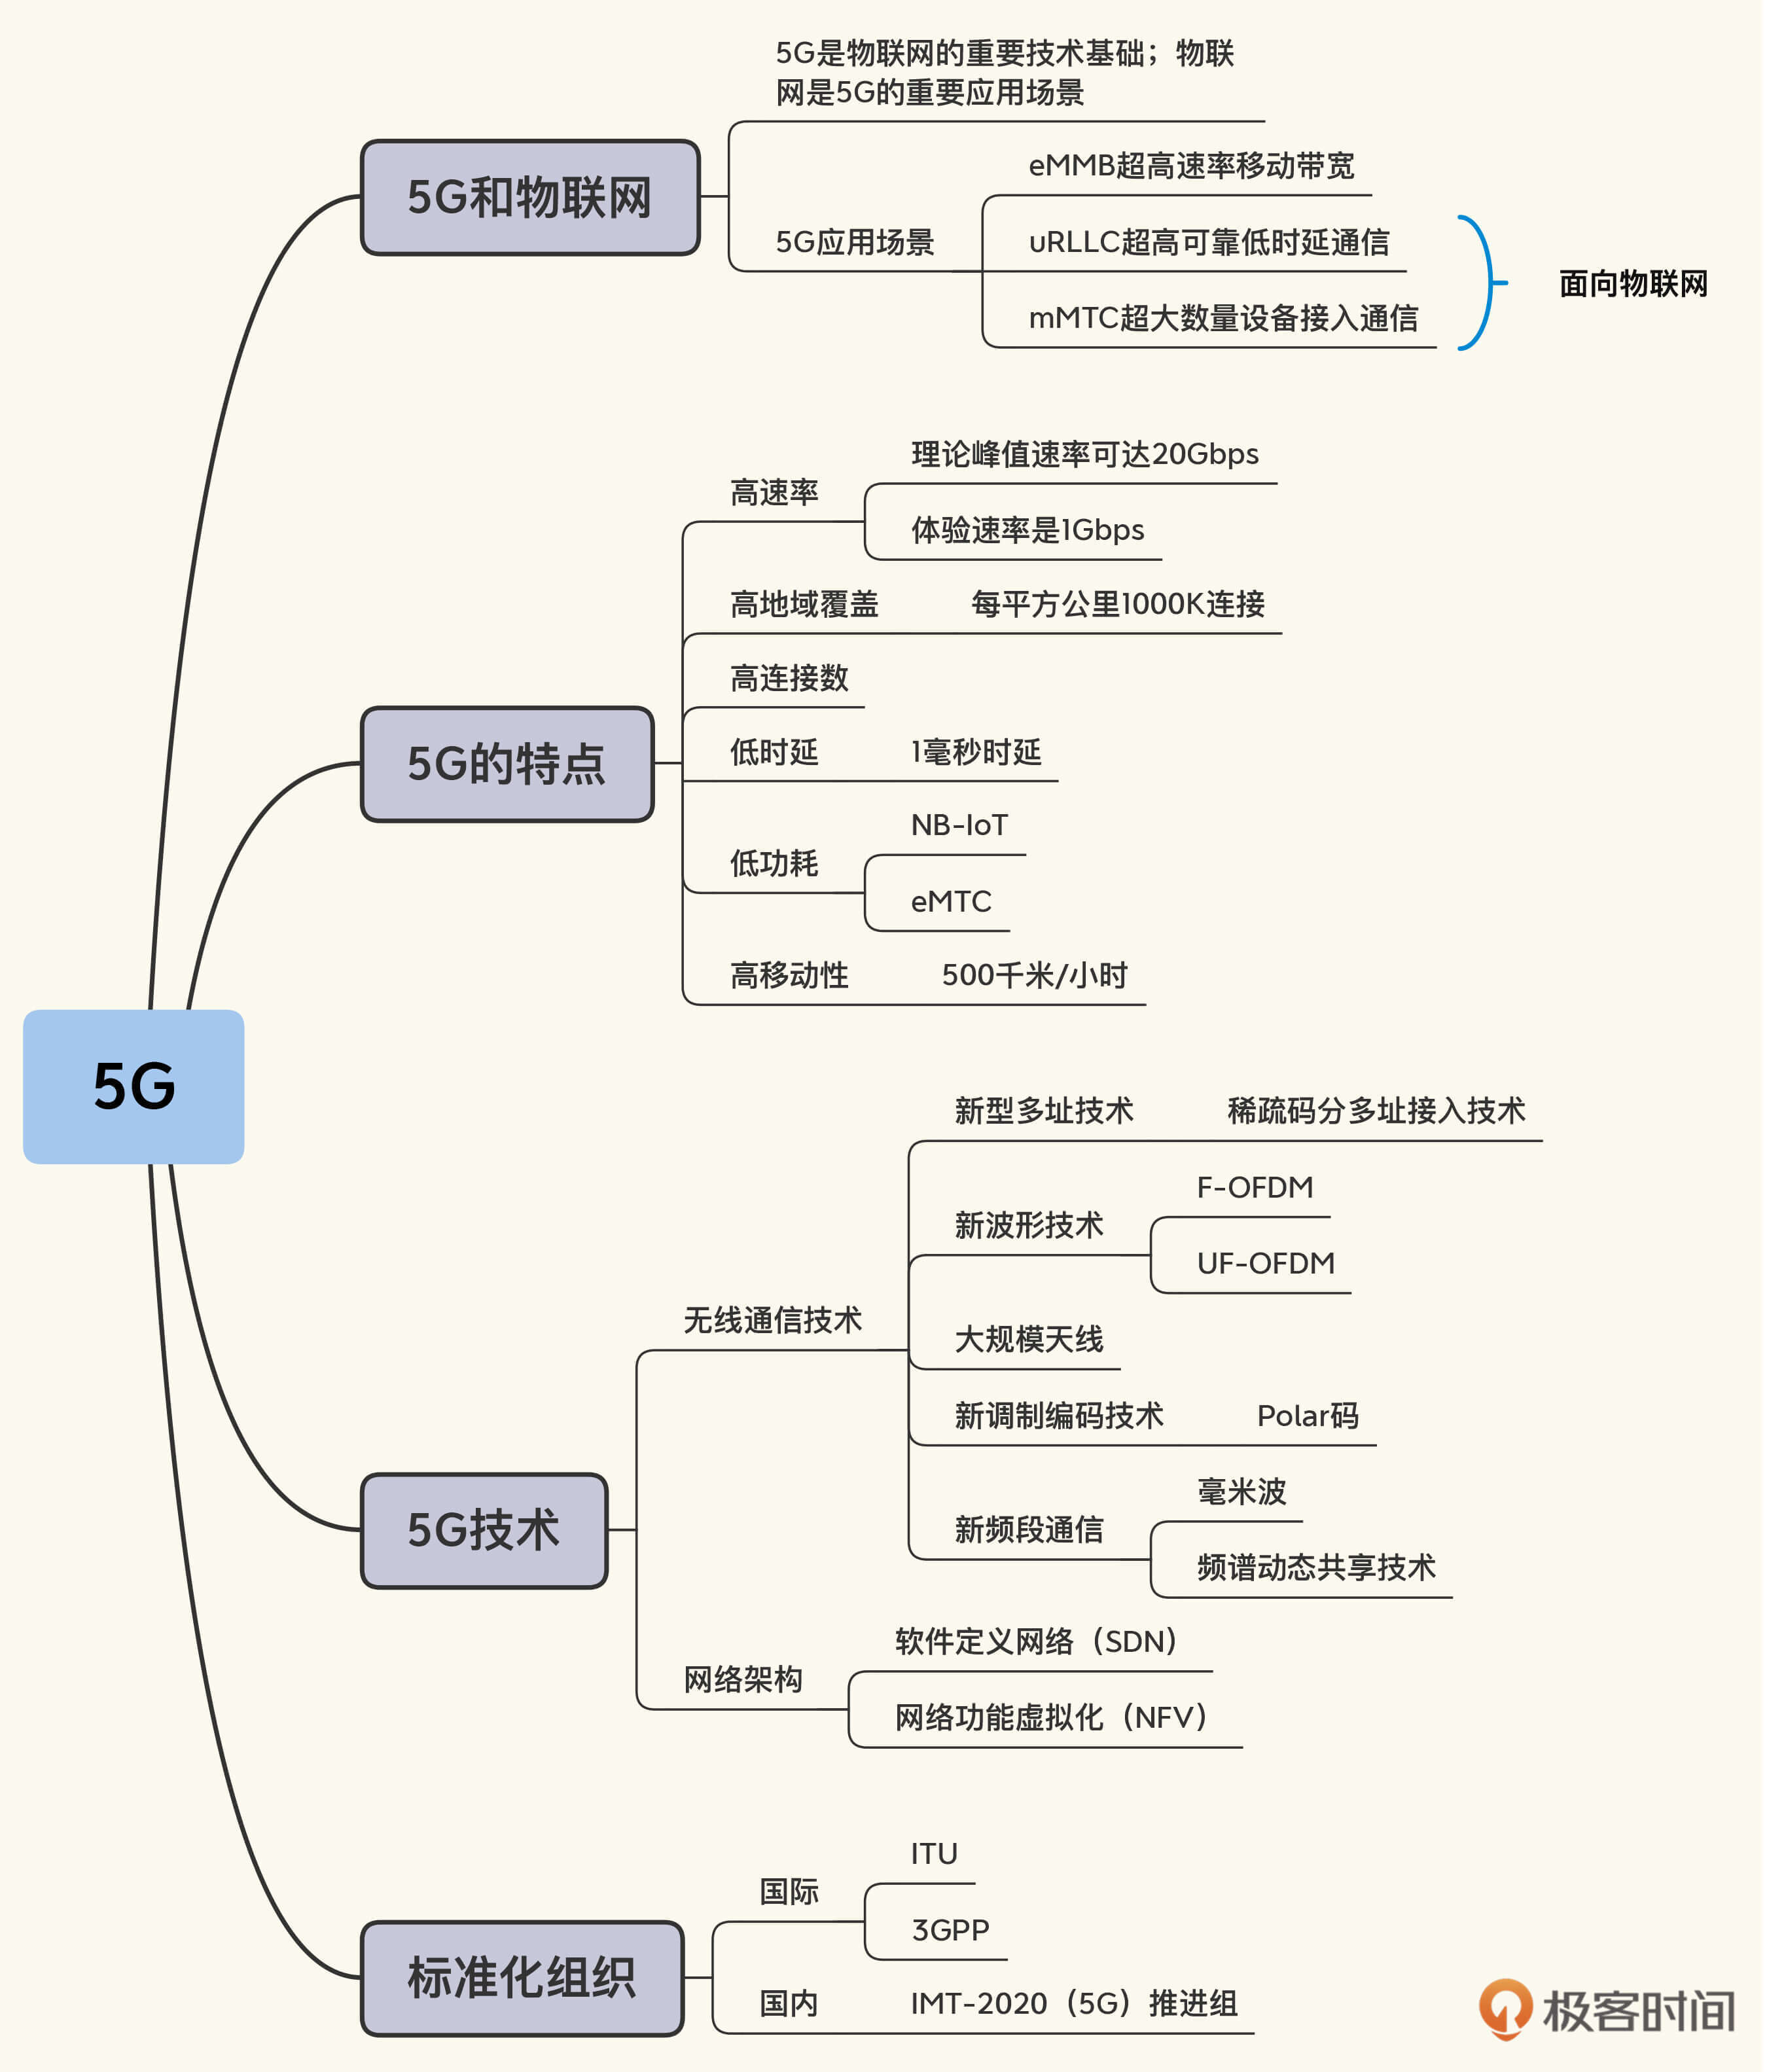 5G是物联网的重要技术基础；物联
网是5G的重要应用场景
5G和物联网
eMMB超高速率移动带宽
5G应用场景
uRLLC超高可靠低时延通信
mMTC超大数量设备接入通信
面向物联网
理论峰值速率可达20Gbps
高速率
体验速率是1Gbps
高地域覆盖
每平方公里1000K连接
高连接数
5G的特点
低时延
1毫秒时延
NB-IoT
低功耗
eMTC
高移动性
500千米/小时
5G
新型多址技术
稀疏码分多址接入技术
F-OFDM
新波形技术
UF-OFDM
无线通信技术
大规模天线
新调制编码技术
Polar码
5G技术
毫米波
新频段通信
频谱动态共享技术
软件定义网络（SDN）
网络架构
网络功能虚拟化（NFV）
ITU
国际
3GPP
标准化组织
国内
IMT-2020（5G）推进组
极客时间